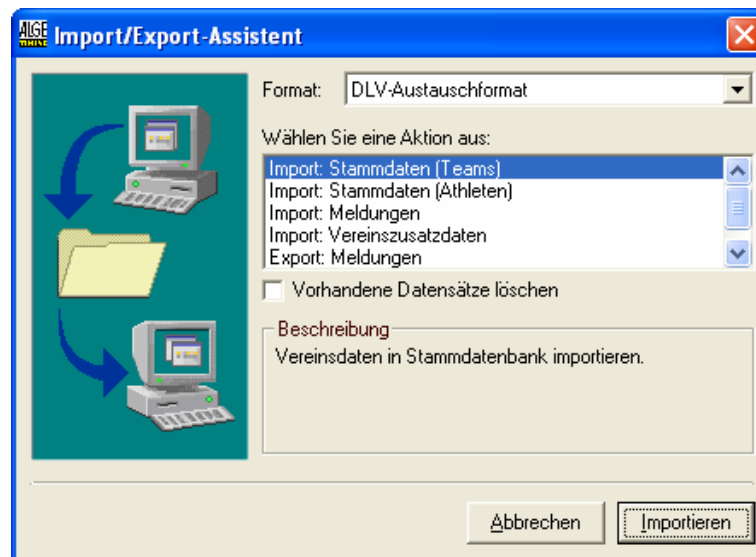 ALGE
TIMING
Import/Export-Assistent
Format: DLV-Austauschformat
Wählen Sie eine Aktion aus:
Import: Stammdaten (Teams)
Import: Stammdaten (Athleten)
Import: Meldungen
Import: Vereinszusatzdaten
Export: Meldungen
Vorhandene Datensätze löschen
Beschreibung
Vereinsdaten in Stammdatenbank importieren.
Abbrechen Importieren